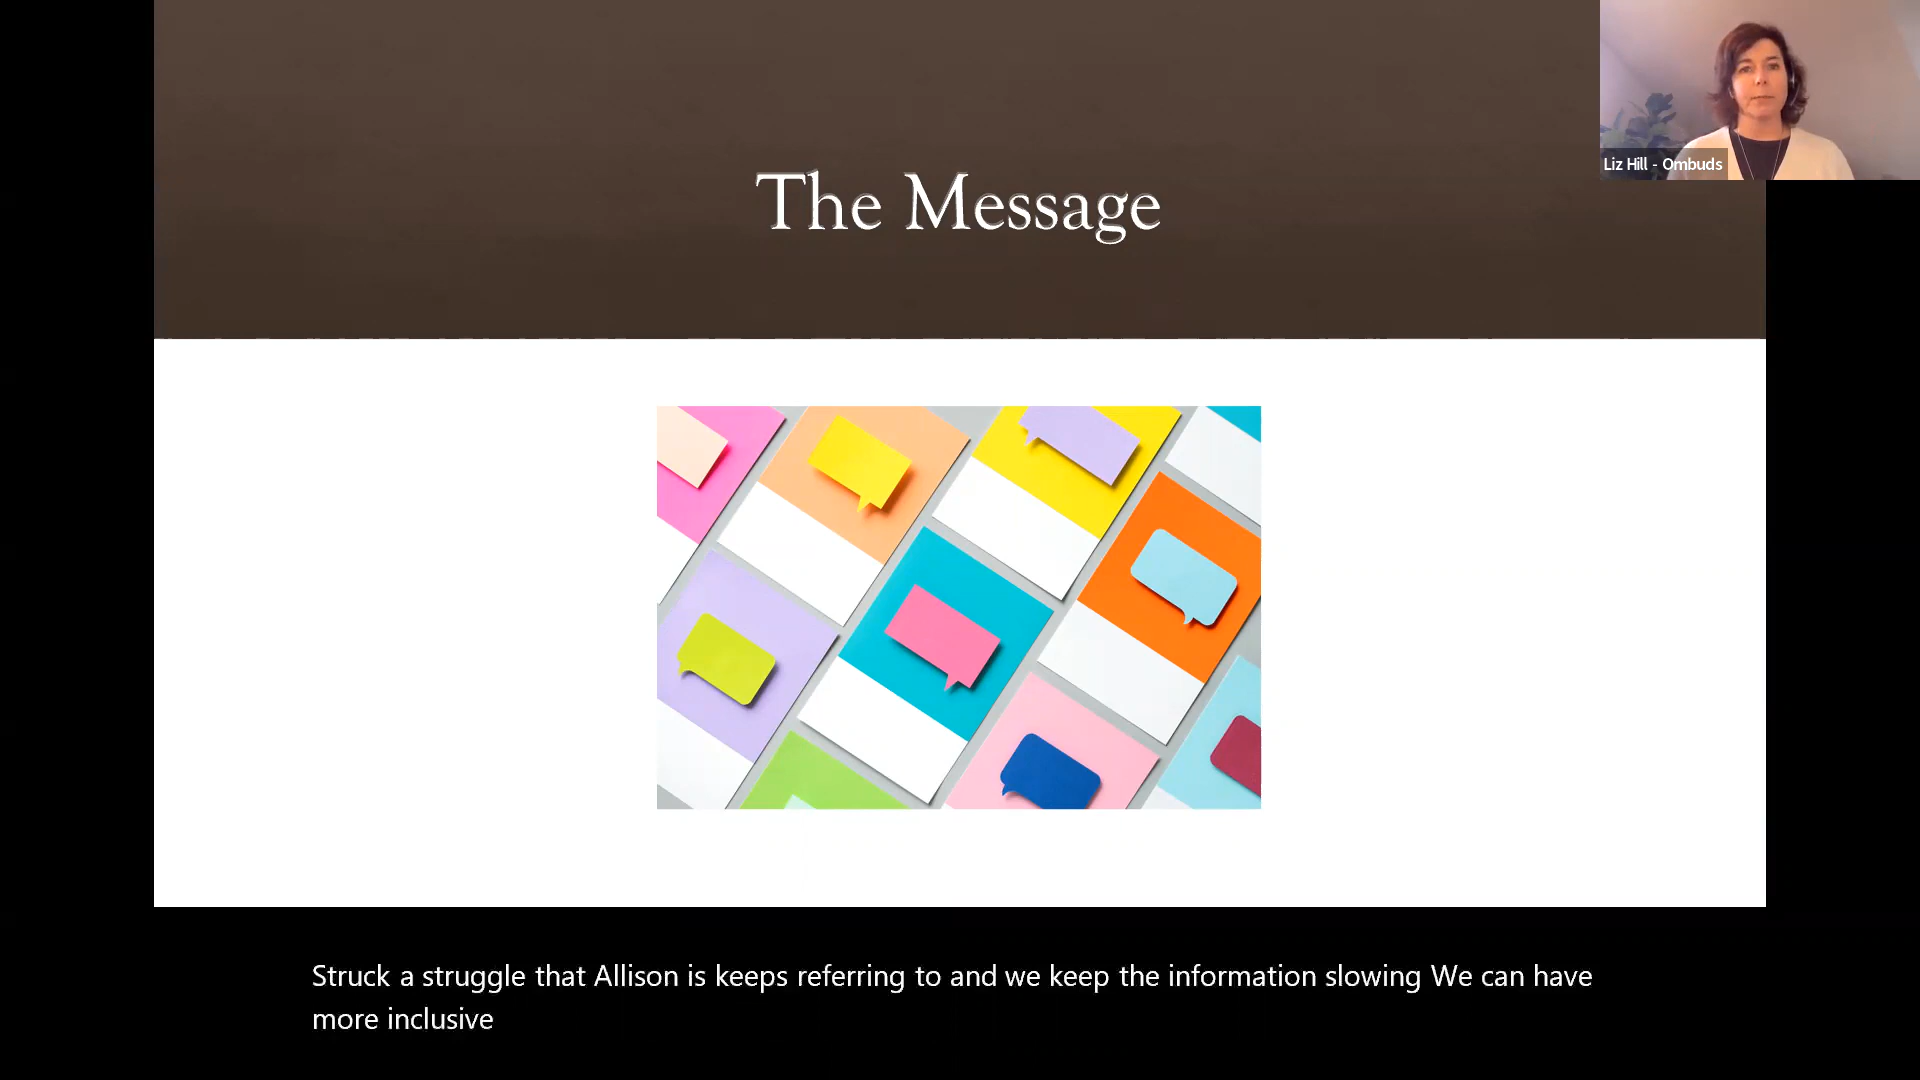 Liz Hill - Ombuds
The Message
Struck a struggle that Allison is keeps referring to and we keep the information slowing We can have
more inclusive